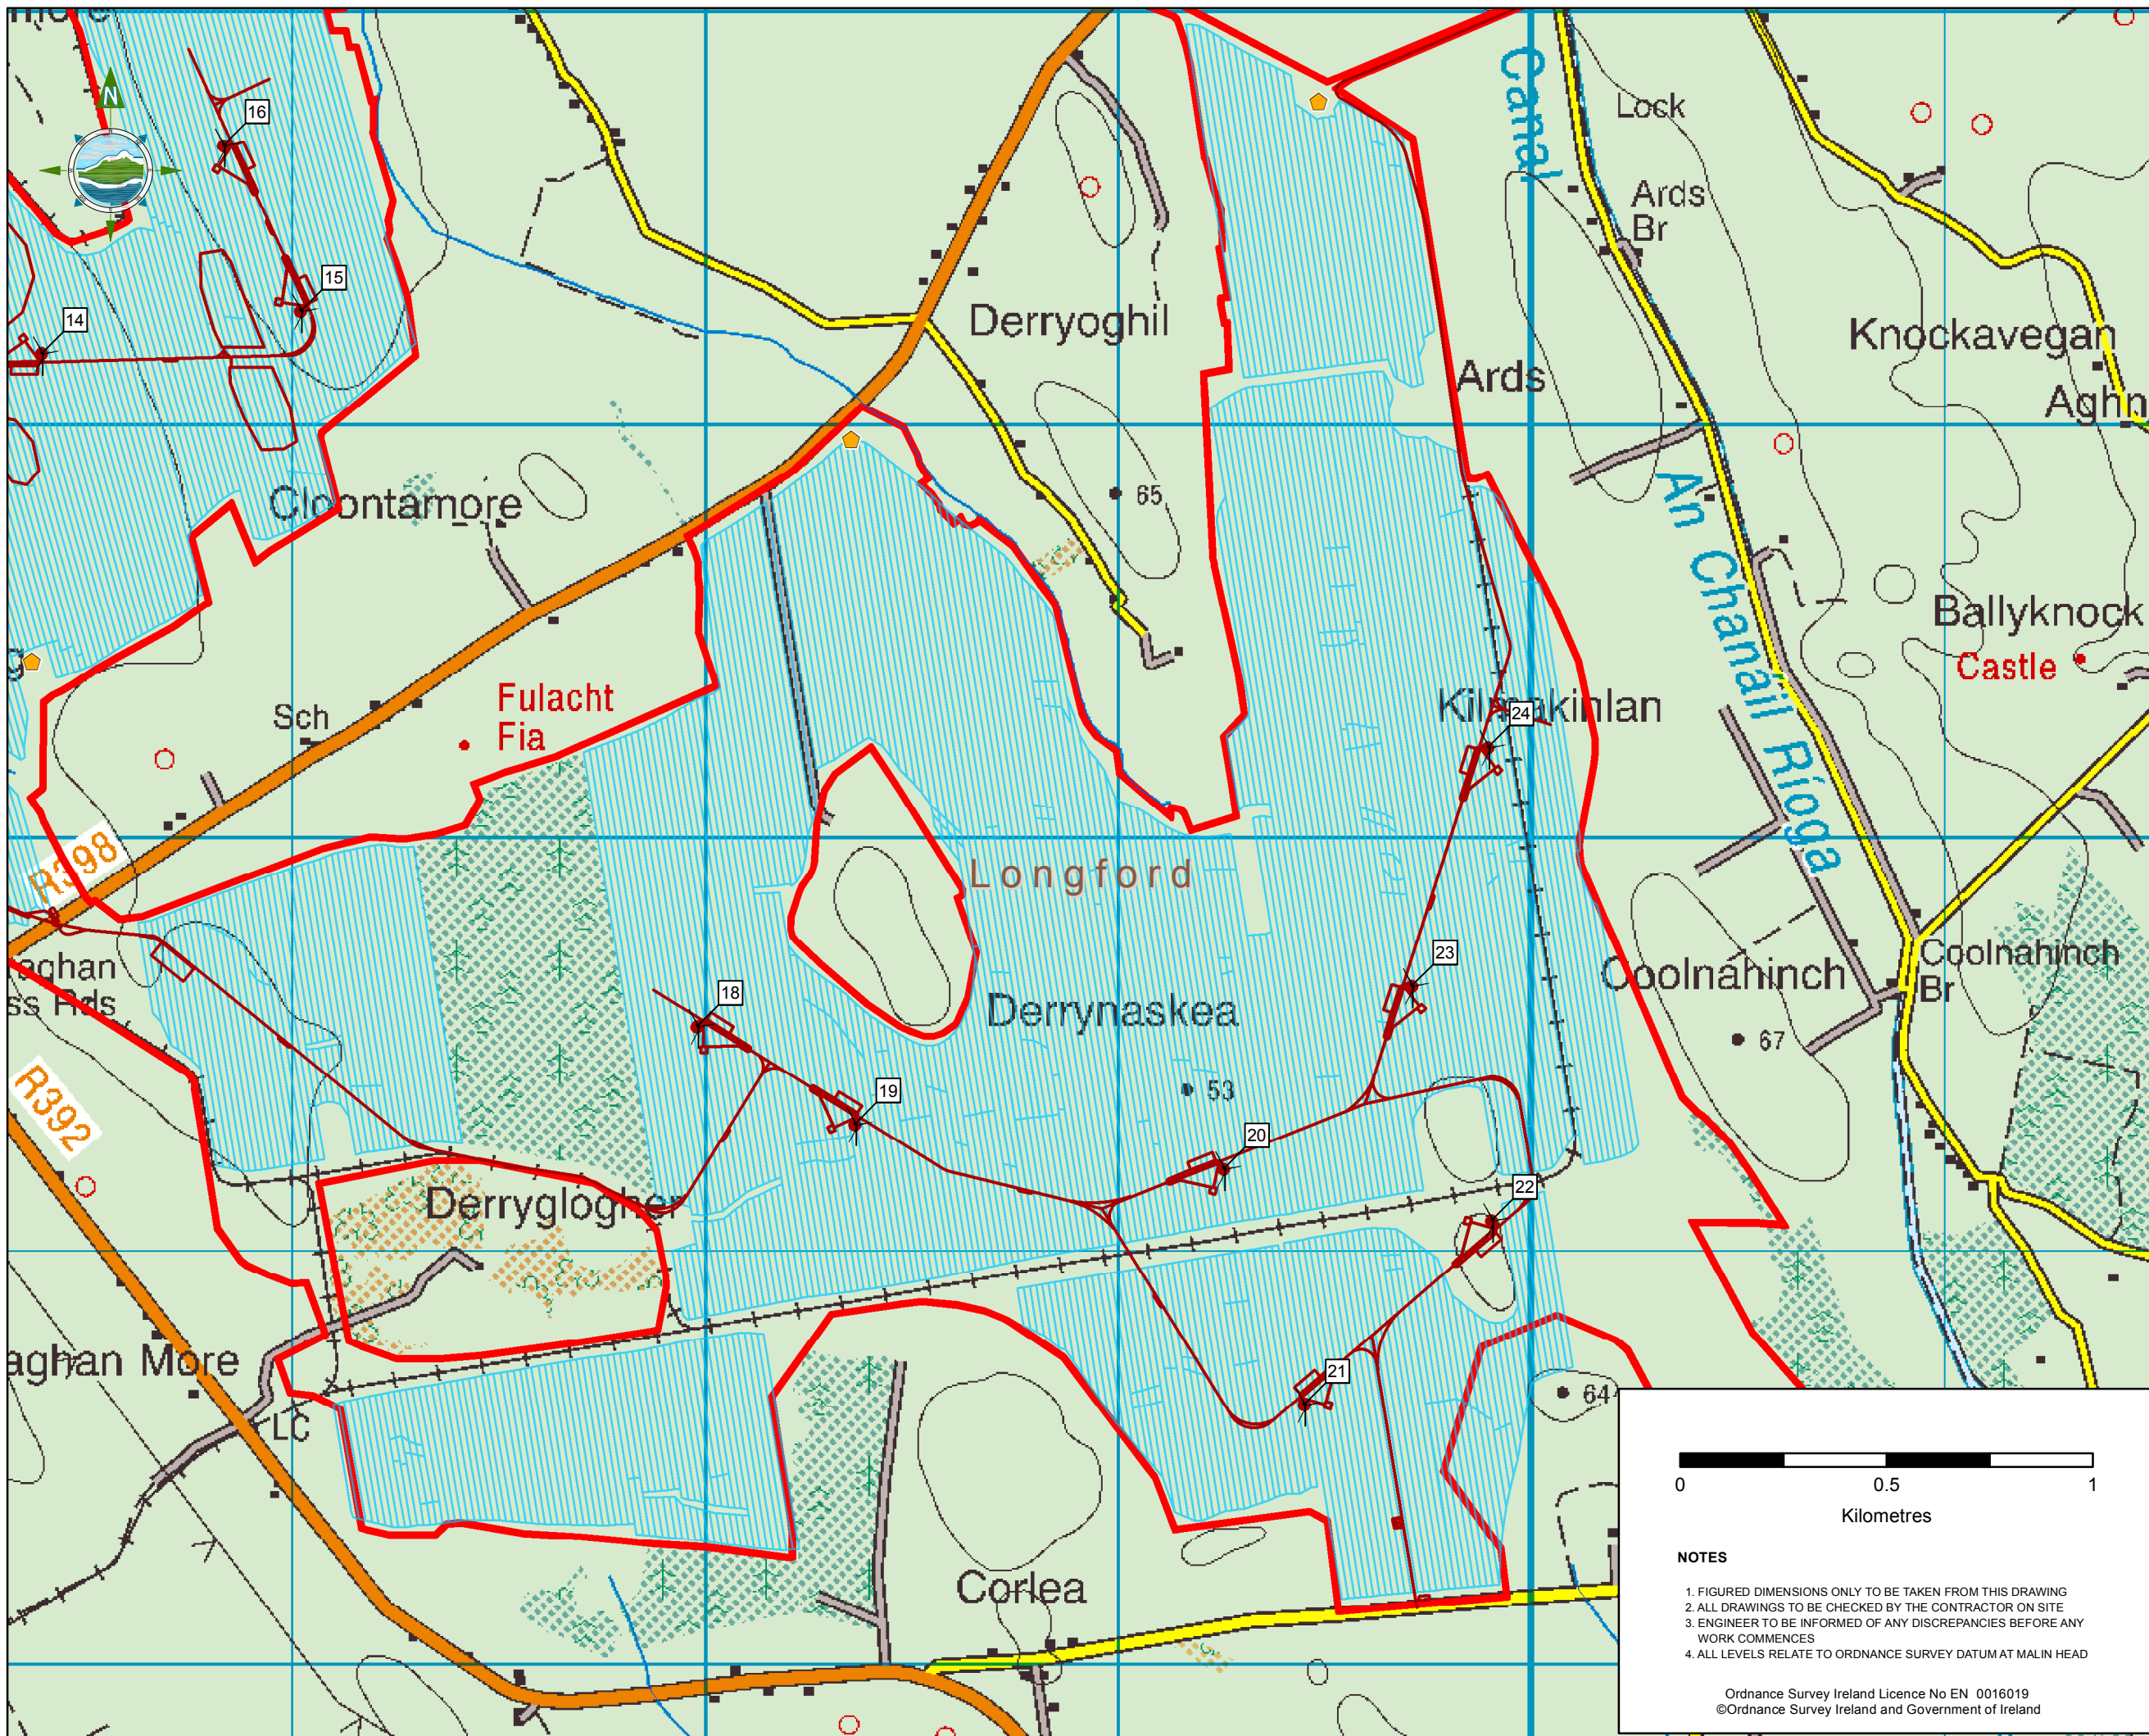 N
16
15
14
Derryoghil
Canal
Lock
Ards
Br
Knockavegan
Ards
Aghn
Cloontamore
65
An Chanáil Ríoga
Ballyknock
Castle
Fulacht
Fia
Sch
Kilmakinlan
24
R398
Longford
aghan
ss Rds
18
Derrynaskea
23
Coolnahinch
Coolnahinch
Br
67
R392
19
53
20
22
Derryglogher
aghan More
21
64
LC
Corlea
0 0.5 1
Kilometres
NOTES
1. FIGURED DIMENSIONS ONLY TO BE TAKEN FROM THIS DRAWING
2. ALL DRAWINGS TO BE CHECKED BY THE CONTRACTOR ON SITE
3. ENGINEER TO BE INFORMED OF ANY DISCREPANCIES BEFORE ANY
WORK COMMENCES
4. ALL LEVELS RELATE TO ORDNANCE SURVEY DATUM AT MALIN HEAD
Ordnance Survey Ireland Licence No EN 0016019
©Ordnance Survey Ireland and Government of Ireland